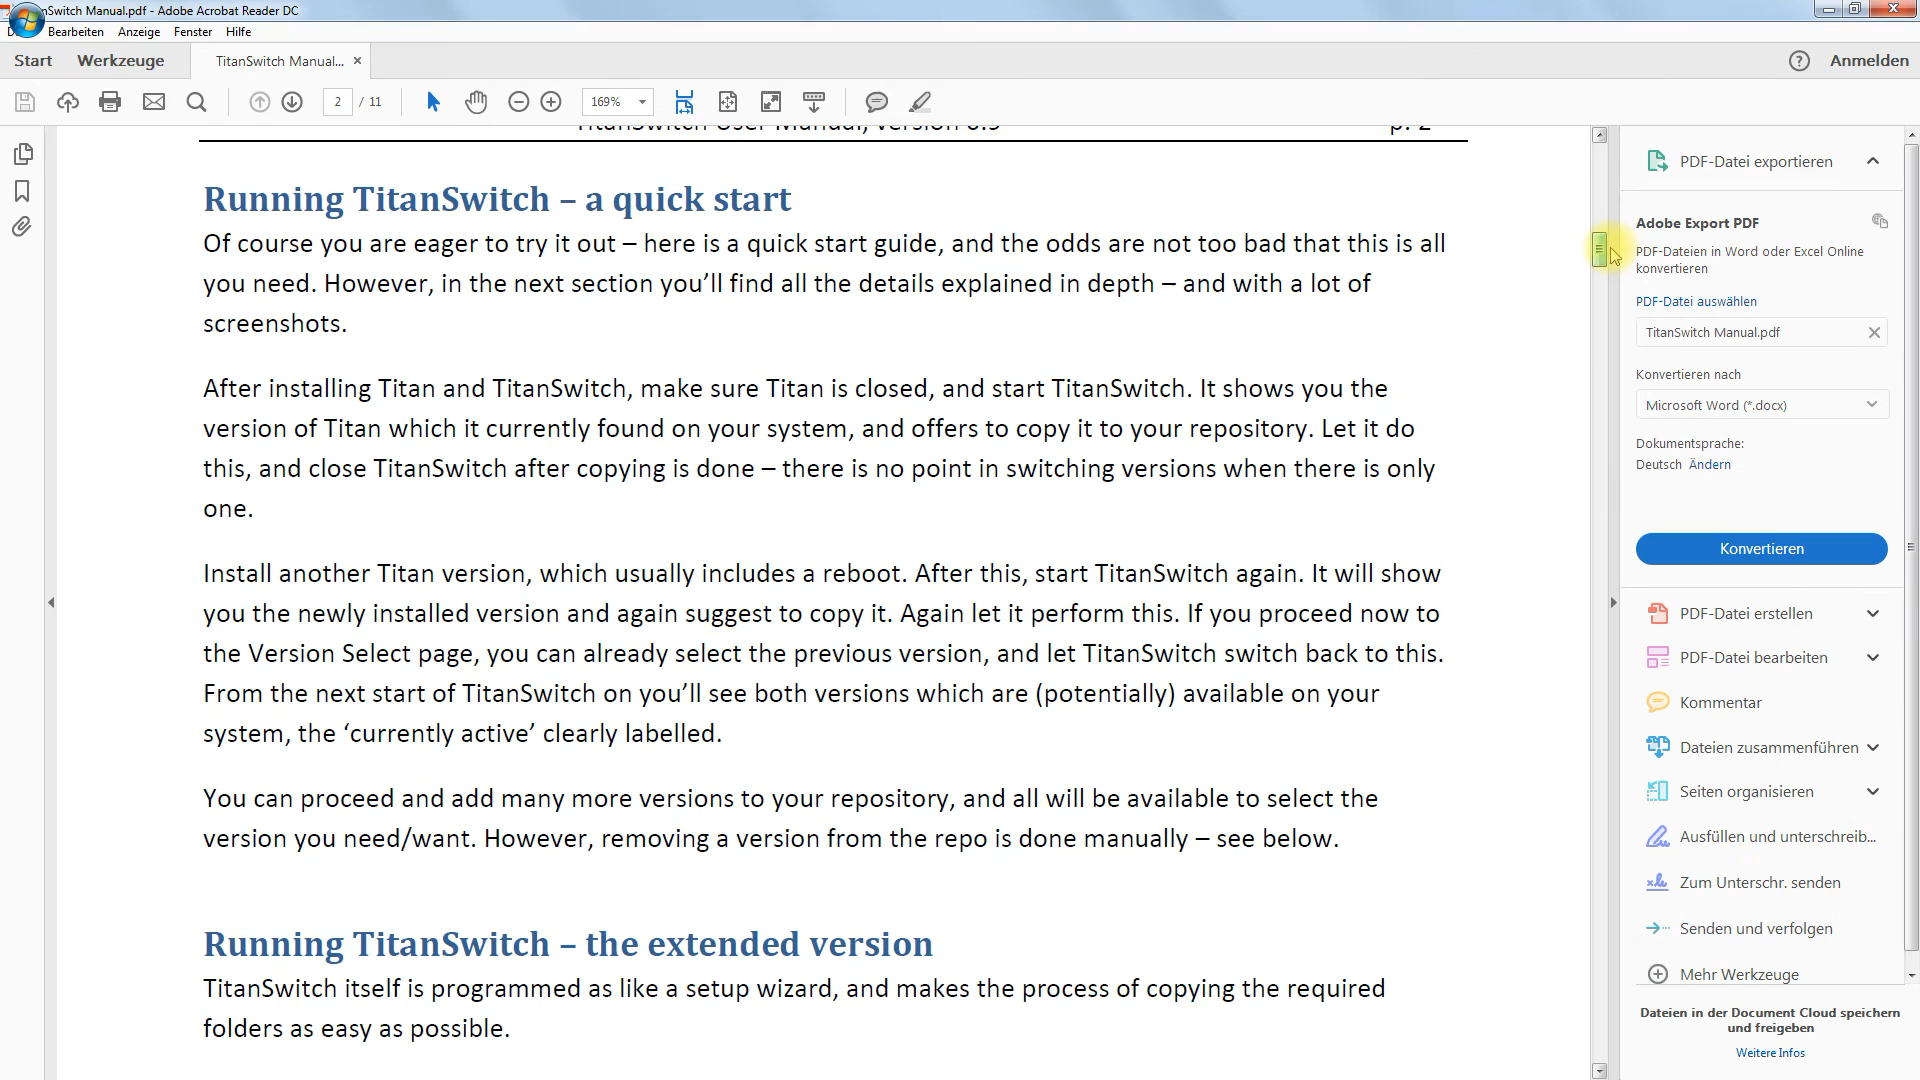 nSwitch Manual.pdf - Adobe Acrobat Reader DC
Bearbeiten Anzeige Fenster Hilfe
Start Werkzeuge TitanSwitch Manual... × Anmelden
2 / 11 169%
TitanSwitch User Manual, version 0.9 p. 2
Running TitanSwitch – a quick start
Of course you are eager to try it out – here is a quick start guide, and the odds are not too bad that this is all
you need. However, in the next section you’ll find all the details explained in depth – and with a lot of
screenshots.
After installing Titan and TitanSwitch, make sure Titan is closed, and start TitanSwitch. It shows you the
version of Titan which it currently found on your system, and offers to copy it to your repository. Let it do
this, and close TitanSwitch after copying is done – there is no point in switching versions when there is only
one.
Install another Titan version, which usually includes a reboot. After this, start TitanSwitch again. It will show
you the newly installed version and again suggest to copy it. Again let it perform this. If you proceed now to
the Version Select page, you can already select the previous version, and let TitanSwitch switch back to this.
From the next start of TitanSwitch on you’ll see both versions which are (potentially) available on your
system, the ‘currently active’ clearly labelled.
You can proceed and add many more versions to your repository, and all will be available to select the
version you need/want. However, removing a version from the repo is done manually – see below.
Running TitanSwitch – the extended version
TitanSwitch itself is programmed as like a setup wizard, and makes the process of copying the required
folders as easy as possible.
PDF-Datei exportieren
Adobe Export PDF
PDF-Dateien in Word oder Excel Online
konvertieren
PDF-Datei auswählen
TitanSwitch Manual.pdf
Konvertieren nach
Microsoft Word (*.docx)
Dokumentsprache:
Deutsch Ändern
Konvertieren
PDF-Datei erstellen
PDF-Datei bearbeiten
Kommentar
Dateien zusammenführen
Seiten organisieren
Ausfüllen und unterschreib...
Zum Unterschr. senden
Senden und verfolgen
Mehr Werkzeuge
Dateien in der Document Cloud speichern
und freigeben
Weitere Infos